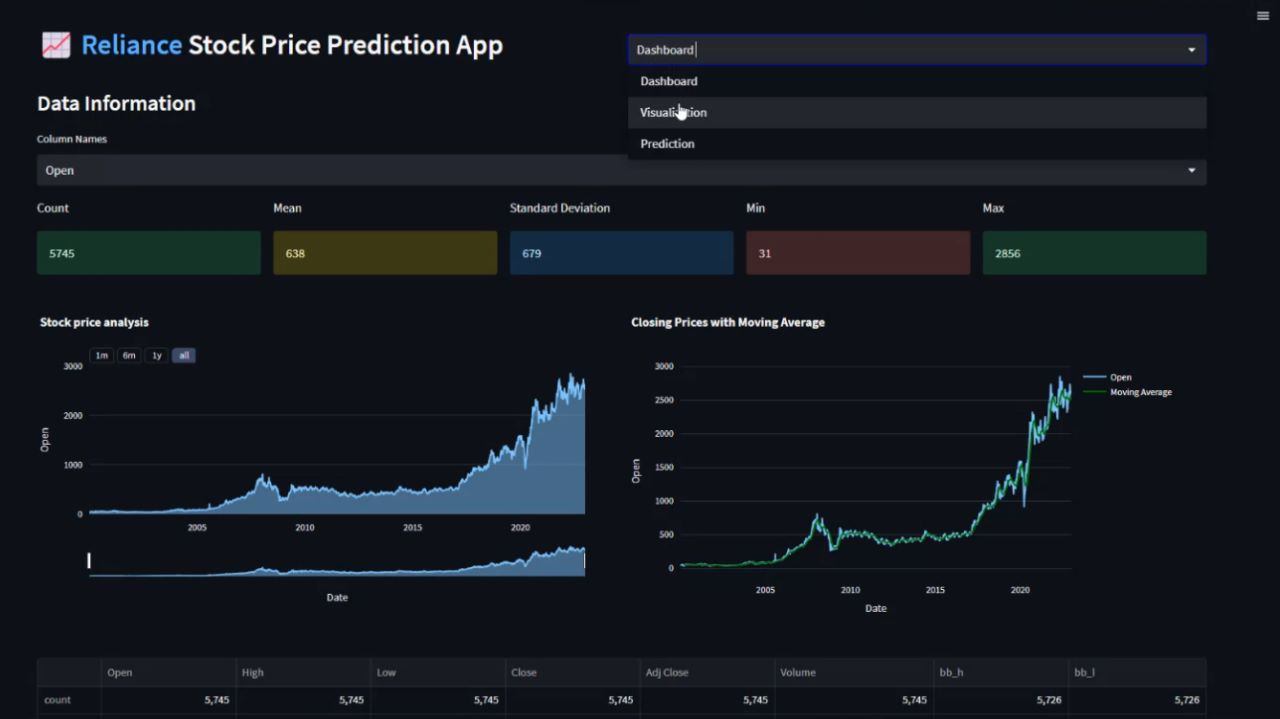 Reliance Stock Price Prediction App
Dashboard
Dashboard
Visualization
Prediction
Data Information
Column Names
Open
Count Mean Standard Deviation Min Max
5745 638 679 31 2856
Stock price analysis
1m 6m 1y all
3000
2000
1000
0
Open
2005 2010 2015 2020
Date
Closing Prices with Moving Average
3000
2500
2000
1500
1000
500
0
Open
2005 2010 2015 2020
Date
Open
Moving Average
Open High Low Close Adj Close Volume bb_h bb_l
count 5,745 5,745 5,745 5,745 5,745 5,745 5,726 5,726